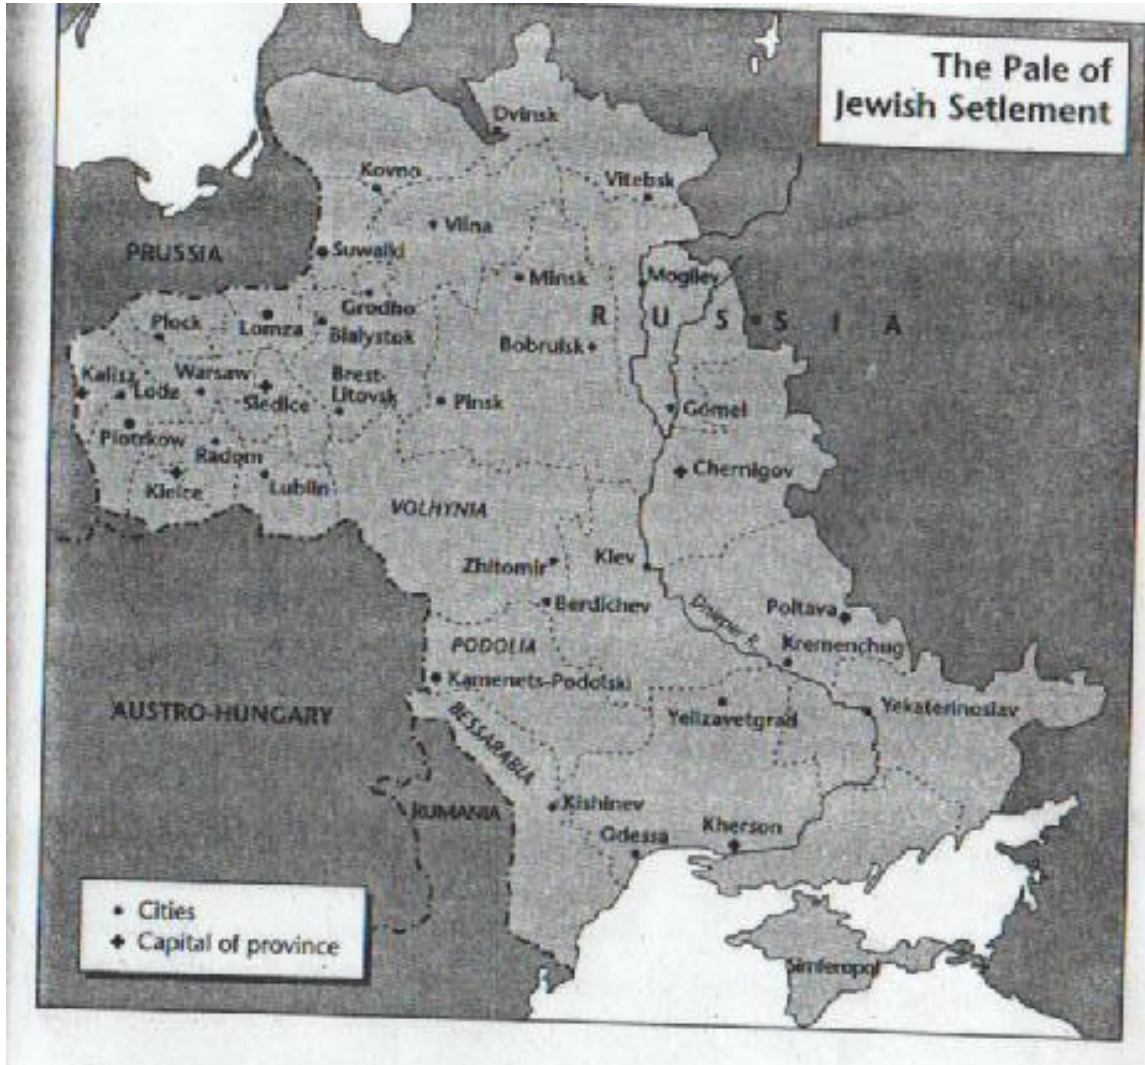 The Pale of
Jewish Setlement
Dvinsk
Kovno
Vitebsk
Vilna
PRUSSIA
Suwalki
Minsk
Mogilev
Grodno
Plock
Lomza
Bialystok
RUSSIA
Bobruisk
Kalisz
Lodz
Warsaw
Siedlce
Brest-
Litovsk
Pinsk
Gomel
Piotrkow
Radom
Chernigov
Kielce
Lublin
VOLHYNIA
Zhitomir
Kiev
Berdichev
Dnieper R.
Poltava
PODOLIA
Kremenchug
Kamenets-Podolski
AUSTRO-HUNGARY
BESSARABIA
Yelizavetgrad
Yekaterinoslav
RUMANIA
Kishinev
Odessa
Kherson
Cities
Capital of province
Simferopol